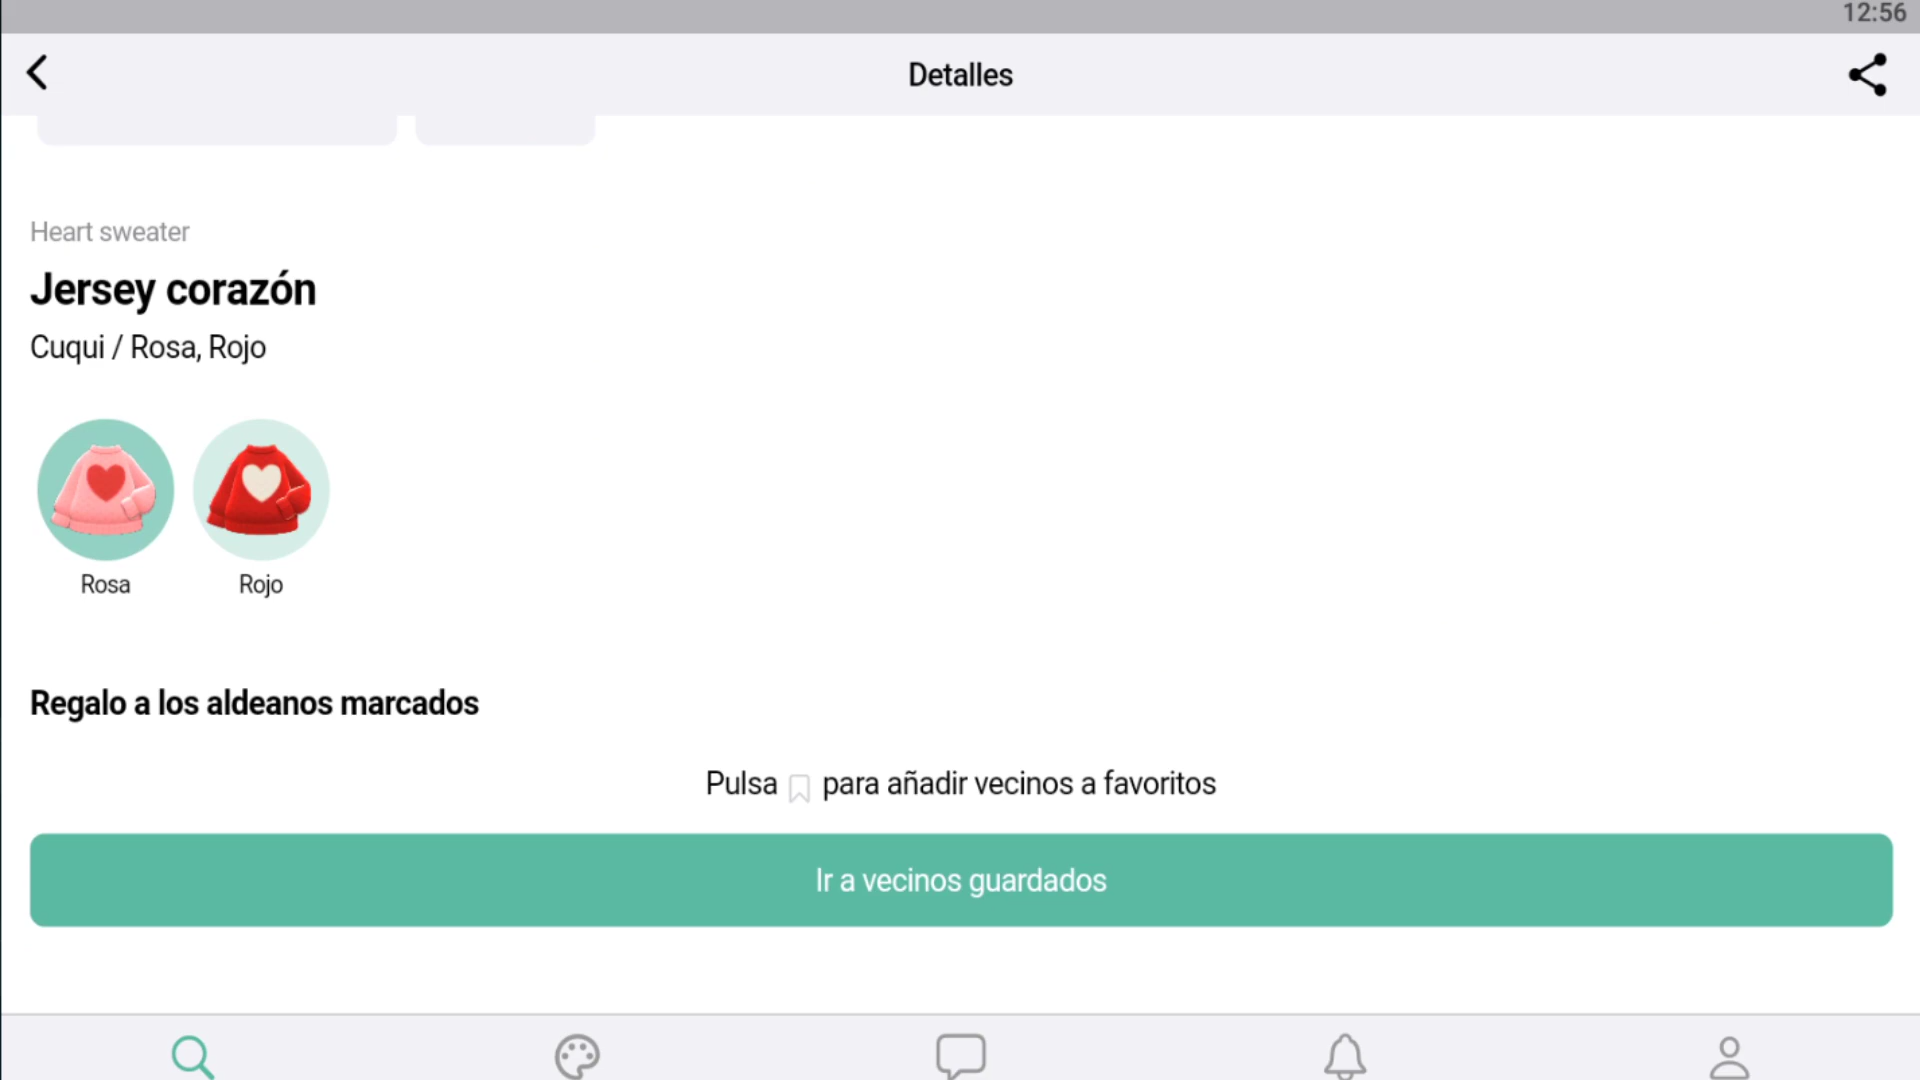 12:56
Detalles
Heart sweater
Jersey corazón
Cuqui / Rosa, Rojo
Rosa
Rojo
Regalo a los aldeanos marcados
Pulsa para añadir vecinos a favoritos
Ir a vecinos guardados